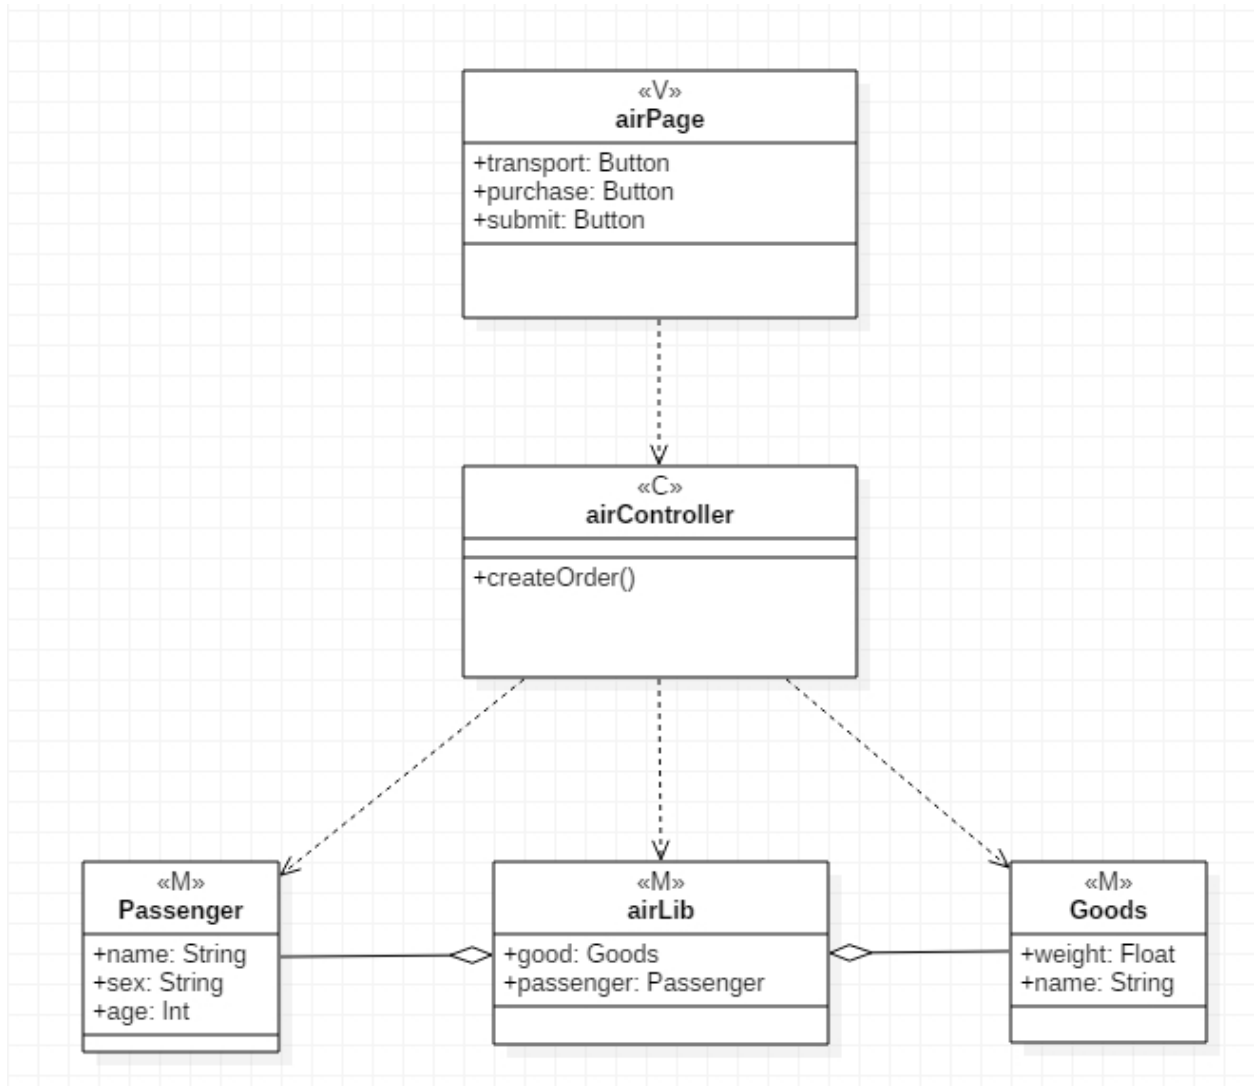 «V»
airPage
+transport: Button
+purchase: Button
+submit: Button
«C»
airController
+createOrder()
«M»
Passenger
+name: String
+sex: String
+age: Int
«M»
airLib
+good: Goods
+passenger: Passenger
«M»
Goods
+weight: Float
+name: String